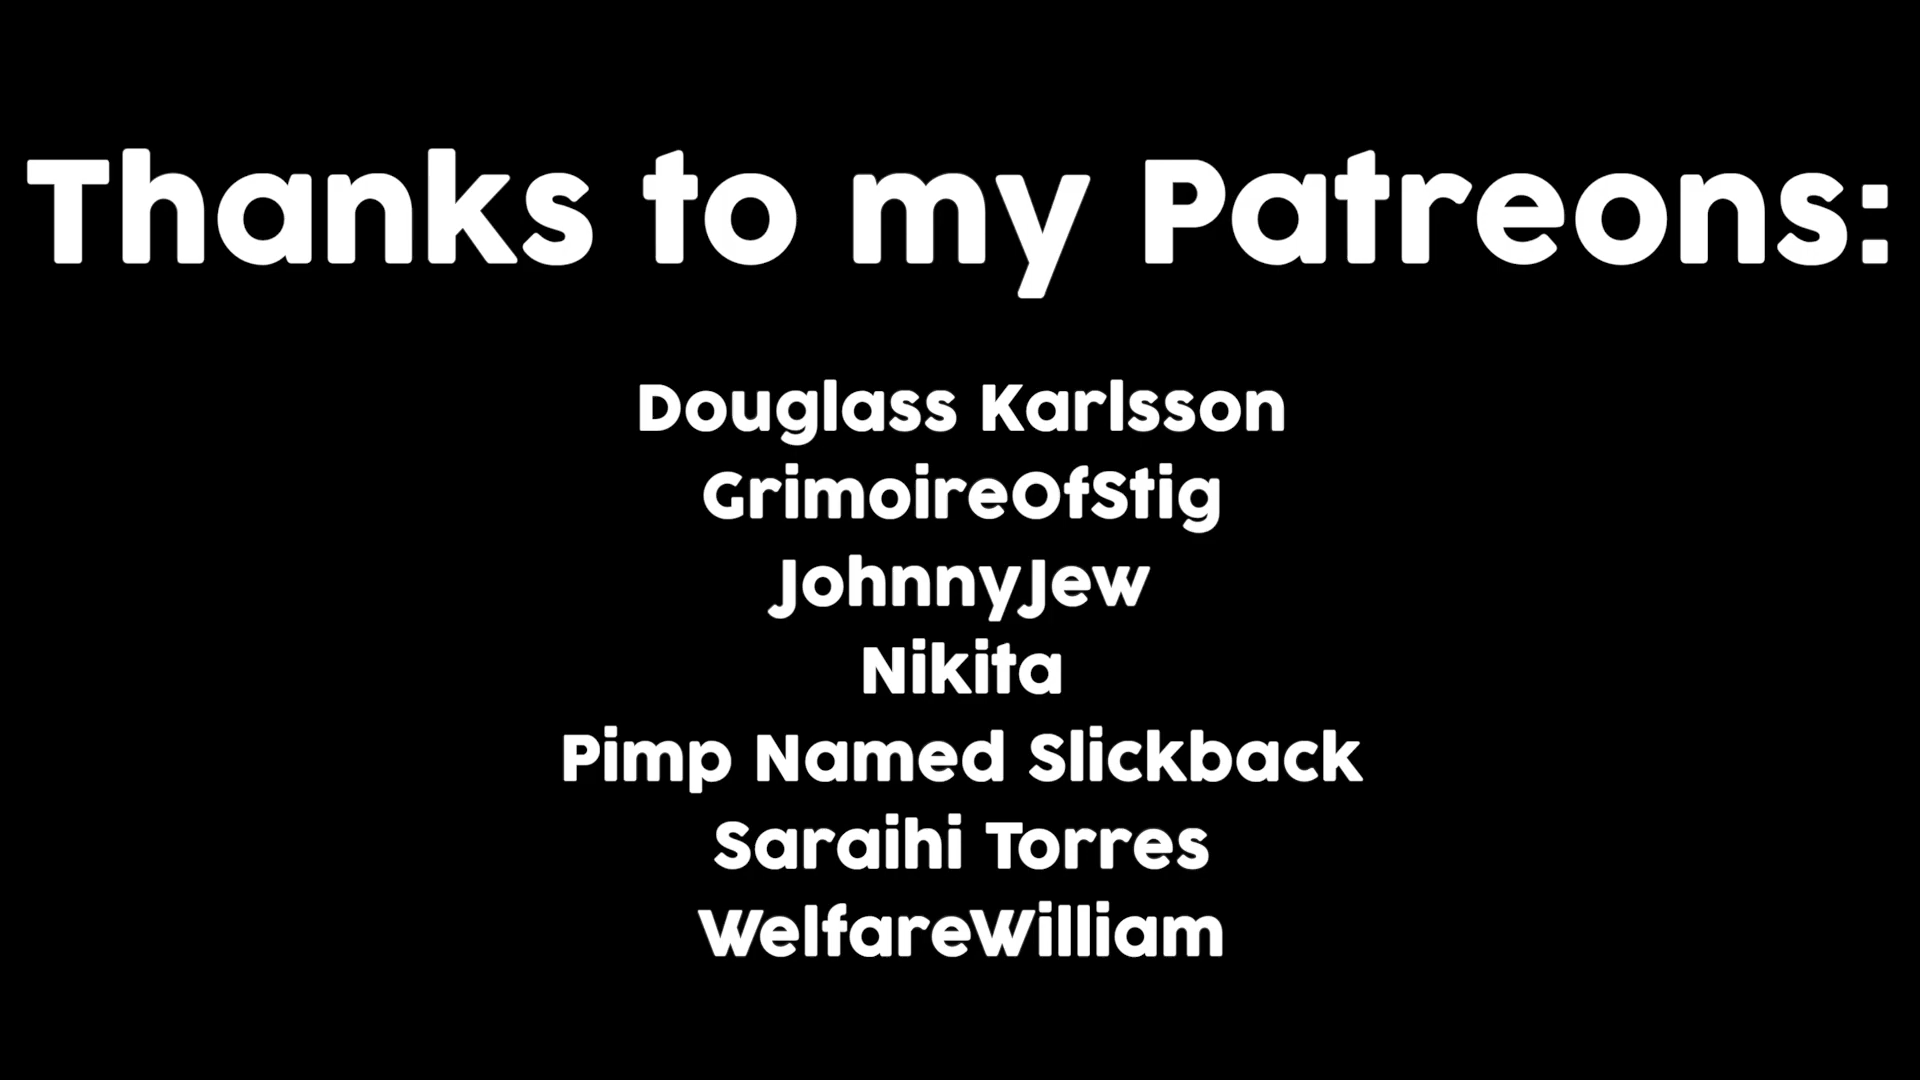 Thanks to my Patreons:
Douglass Karlsson
GrimoireOfStig
JohnnyJew
Nikita
Pimp Named Slickback
Saraihi Torres
WelfareWilliam